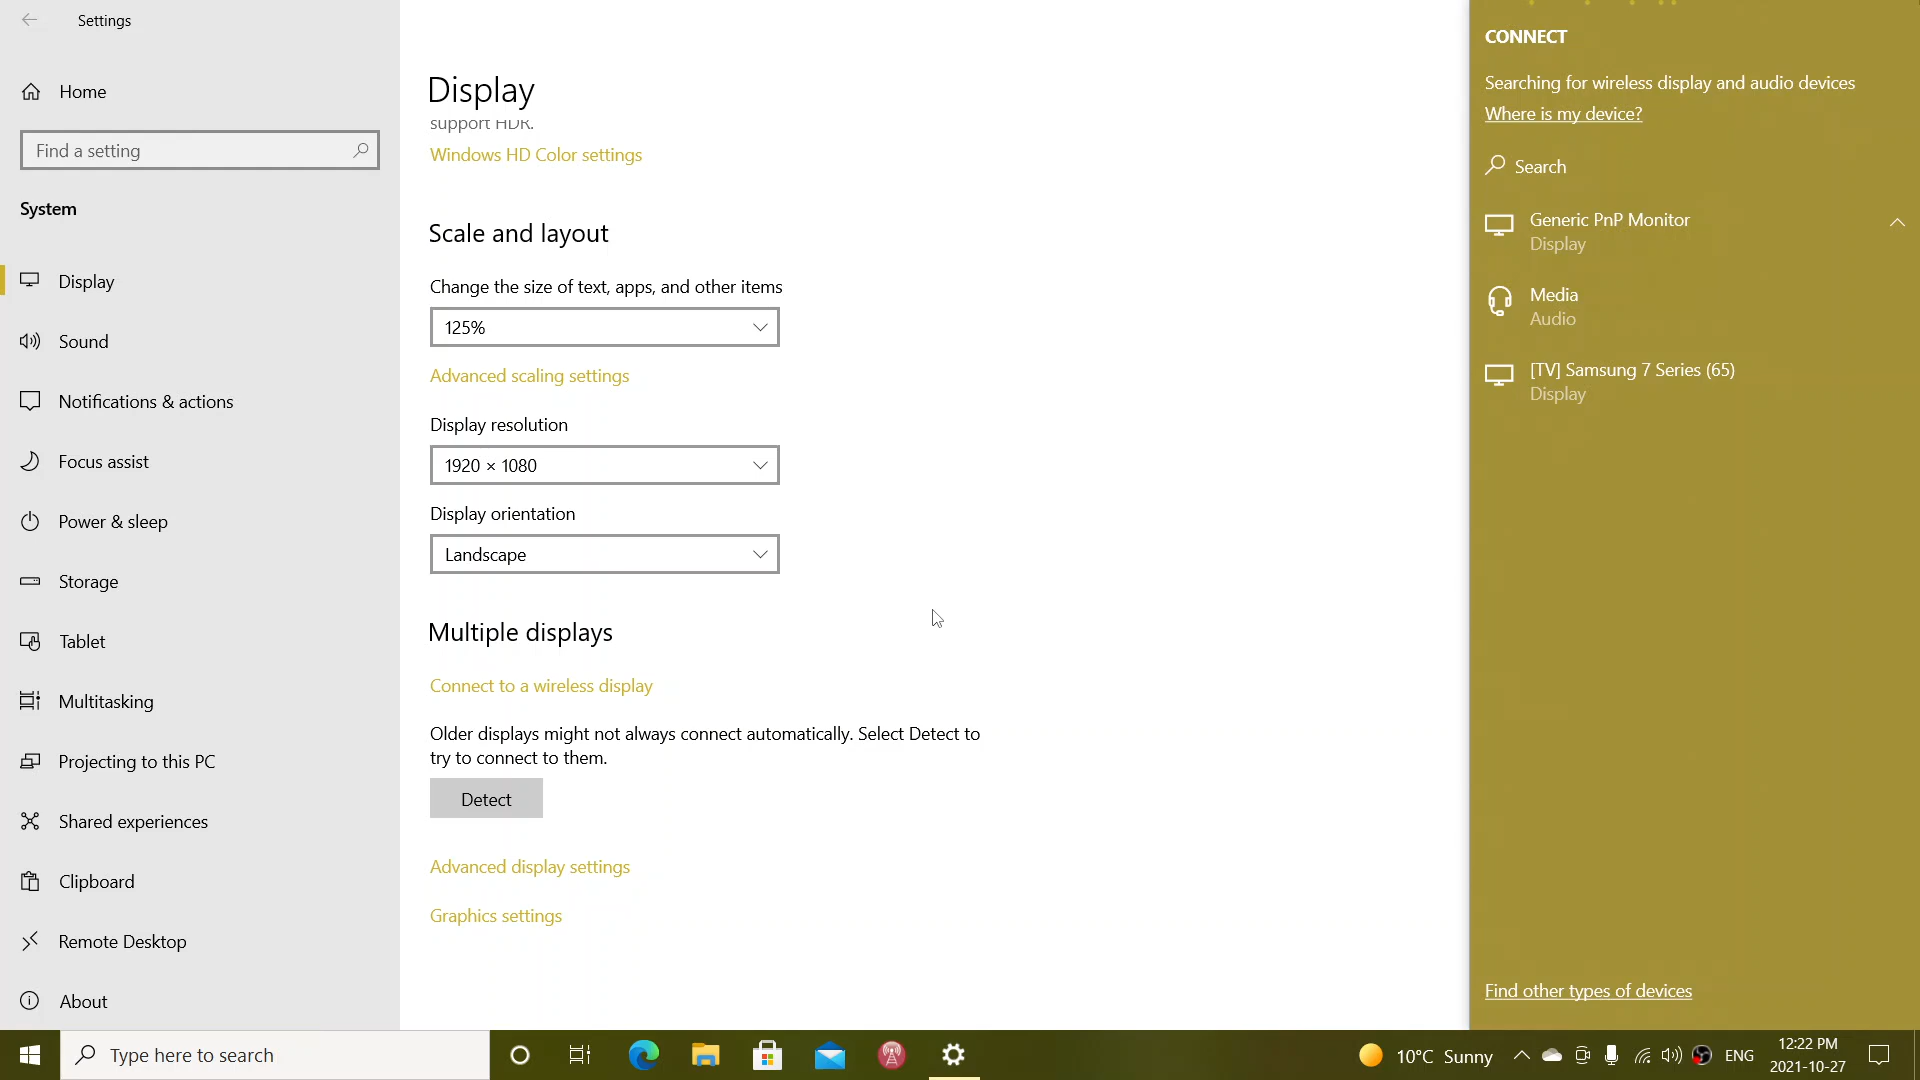 Settings
Home
Find a setting
System
Display
Sound
Notifications & actions
Focus assist
Power & sleep
Storage
Tablet
Multitasking
Projecting to this PC
Shared experiences
Clipboard
Remote Desktop
About
Display
support HDR.
Windows HD Color settings
Scale and layout
Change the size of text, apps, and other items
125%
Advanced scaling settings
Display resolution
1920 × 1080
Display orientation
Landscape
Multiple displays
Connect to a wireless display
Older displays might not always connect automatically. Select Detect to
try to connect to them.
Detect
Advanced display settings
Graphics settings
CONNECT
Searching for wireless display and audio devices
Where is my device?
Search
Generic PnP Monitor
Display
Media
Audio
[TV] Samsung 7 Series (65)
Display
Find other types of devices
Type here to search
10°C Sunny
ENG
12:22 PM
2021-10-27